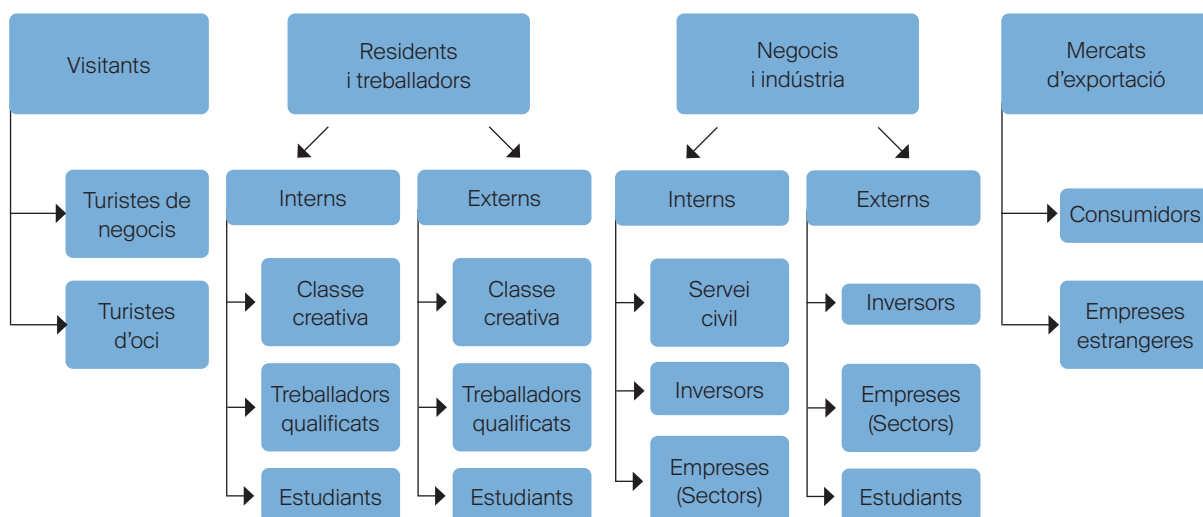 Visitants
Residents
i treballadors
Negocis
i indústria
Mercats
d'exportació
Turistes de
negocis
Turistes
d'oci
Interns
Classe
creativa
Treballadors
qualificats
Estudiants
Externs
Classe
creativa
Treballadors
qualificats
Estudiants
Interns
Servei
civil
Inversors
Empreses
(Sectors)
Externs
Inversors
Empreses
(Sectors)
Estudiants
Consumidors
Empreses
estrangeres